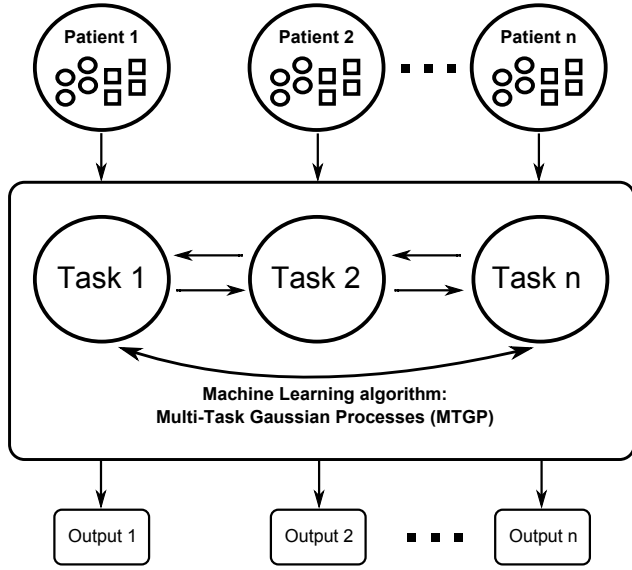 Patient 1
Patient 2
Patient n
Task 1
Task 2
Task n
Machine Learning algorithm:
Multi-Task Gaussian Processes (MTGP)
Output 1
Output 2
Output n